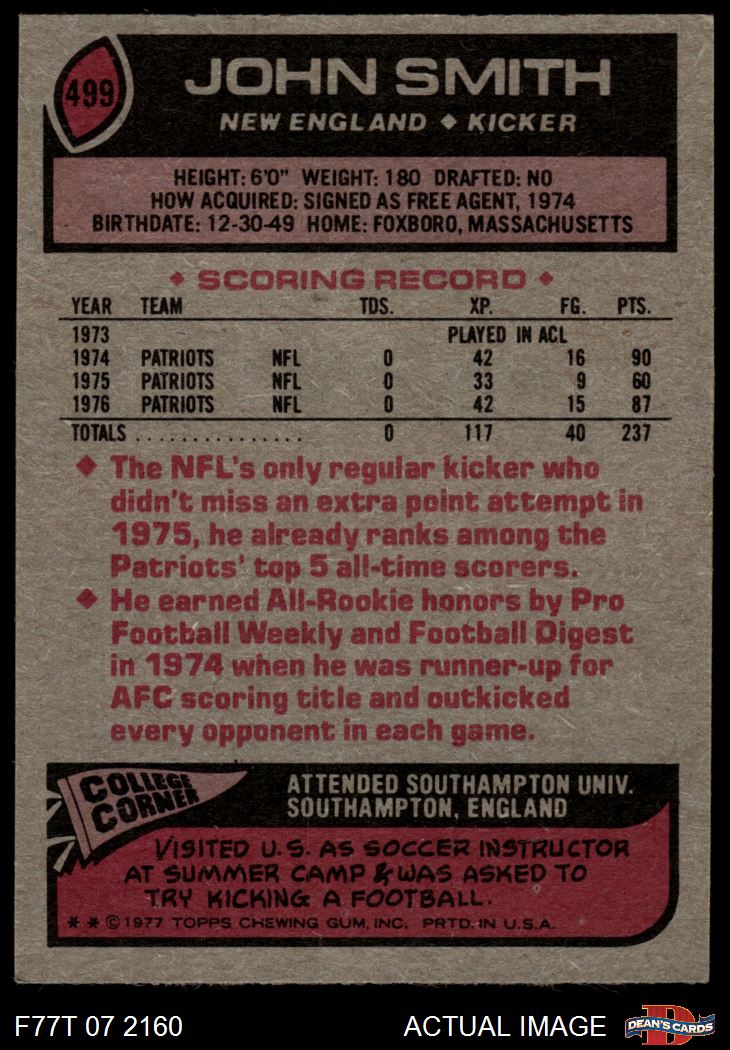 499
JOHN SMITH
NEW ENGLAND ◆ KICKER
HEIGHT: 6'0" WEIGHT: 180 DRAFTED: NO
HOW ACQUIRED: SIGNED AS FREE AGENT, 1974
BIRTHDATE: 12-30-49 HOME: FOXBORO, MASSACHUSETTS
◆ SCORING RECORD ◆
YEAR TEAM TDS. XP. FG. PTS.
1973 PLAYED IN ACL
1974 PATRIOTS NFL 0 42 16 90
1975 PATRIOTS NFL 0 33 9 60
1976 PATRIOTS NFL 0 42 15 87
TOTALS ................ 0 117 40 237
◆ The NFL's only regular kicker who
didn't miss an extra point attempt in
1975, he already ranks among the
Patriots' top 5 all-time scorers.
◆ He earned All-Rookie honors by Pro
Football Weekly and Football Digest
in 1974 when he was runner-up for
AFC scoring title and outkicked
every opponent in each game.
COLLEGE
CORNER
ATTENDED SOUTHAMPTON UNIV.
SOUTHAMPTON, ENGLAND
VISITED U.S. AS SOCCER INSTRUCTOR
AT SUMMER CAMP & WAS ASKED TO
TRY KICKING A FOOTBALL.
* * © 1977 TOPPS CHEWING GUM, INC. PRTD. IN U.S.A.
F77T 07 2160
ACTUAL IMAGE
D
DEAN'S CARDS